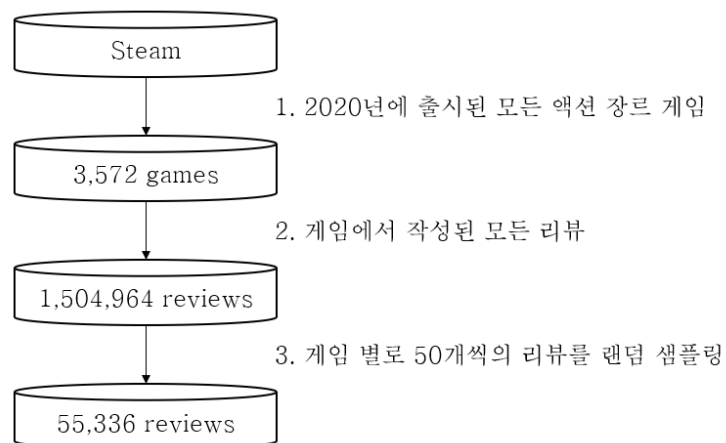 Steam
1. 2020년에 출시된 모든 액션 장르 게임
3,572 games
2. 게임에서 작성된 모든 리뷰
1,504,964 reviews
3. 게임 별로 50개씩의 리뷰를 랜덤 샘플링
55,336 reviews